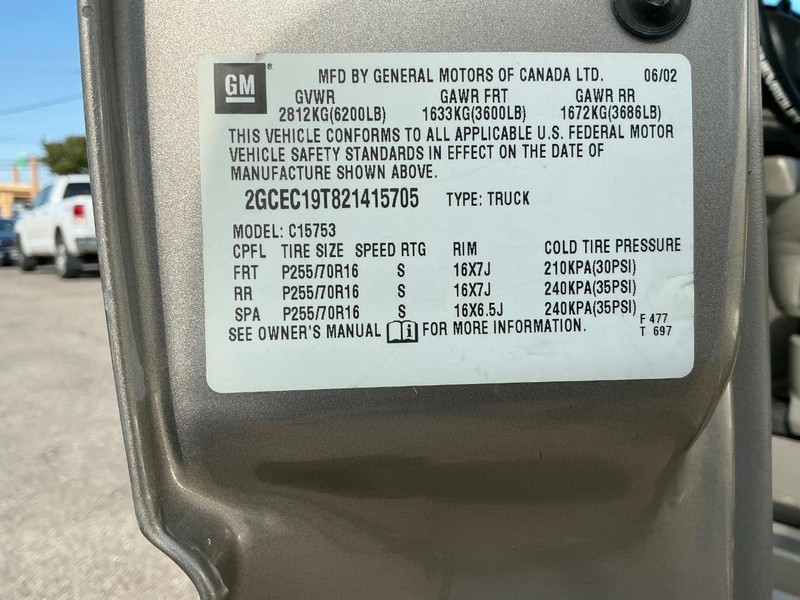 GM ® MFD BY GENERAL MOTORS OF CANADA LTD. 06/02
GVWR GAWR FRT GAWR RR
2812KG(6200LB) 1633KG(3600LB) 1672KG(3686LB)
THIS VEHICLE CONFORMS TO ALL APPLICABLE U.S. FEDERAL MOTOR
VEHICLE SAFETY STANDARDS IN EFFECT ON THE DATE OF
MANUFACTURE SHOWN ABOVE.
2GCEC19T821415705 TYPE: TRUCK
MODEL: C15753
CPFL TIRE SIZE SPEED RTG RIM COLD TIRE PRESSURE
FRT P255/70R16 S 16X7J 210KPA(30PSI)
RR P255/70R16 S 16X7J 240KPA(35PSI)
SPA P255/70R16 S 16X6.5J 240KPA(35PSI)
SEE OWNER'S MANUAL i FOR MORE INFORMATION. F 477
T 697